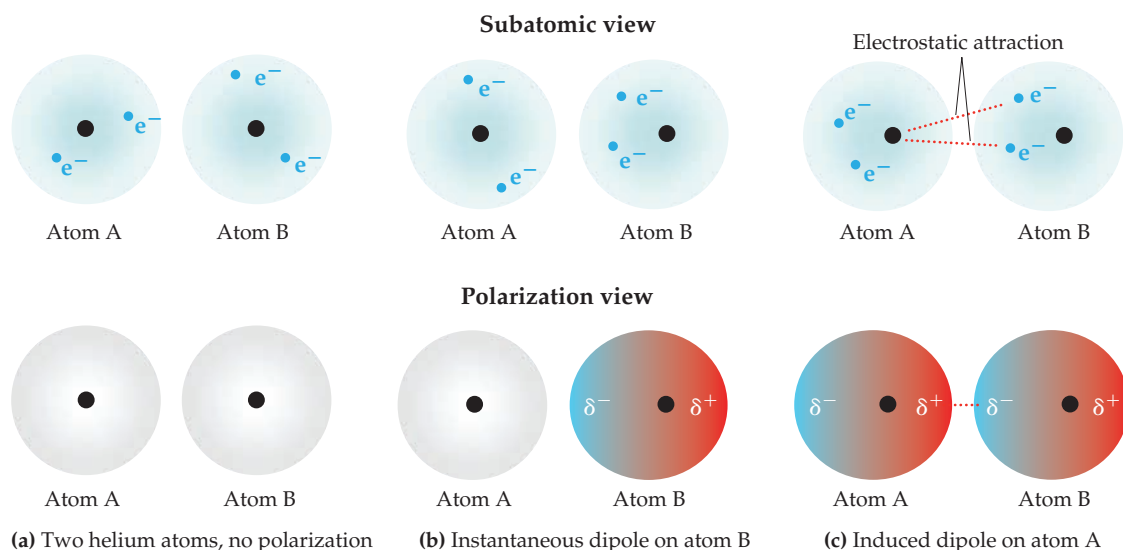 Subatomic view
Electrostatic attraction
e−
e−
e−
e−
e−
e−
e−
e−
e−
e−
e−
e−
Atom A
Atom B
Atom A
Atom B
Atom A
Atom B
Polarization view
δ−
δ+
δ−
δ+
δ−
δ+
Atom A
Atom B
Atom A
Atom B
Atom A
Atom B
(a) Two helium atoms, no polarization
(b) Instantaneous dipole on atom B
(c) Induced dipole on atom A